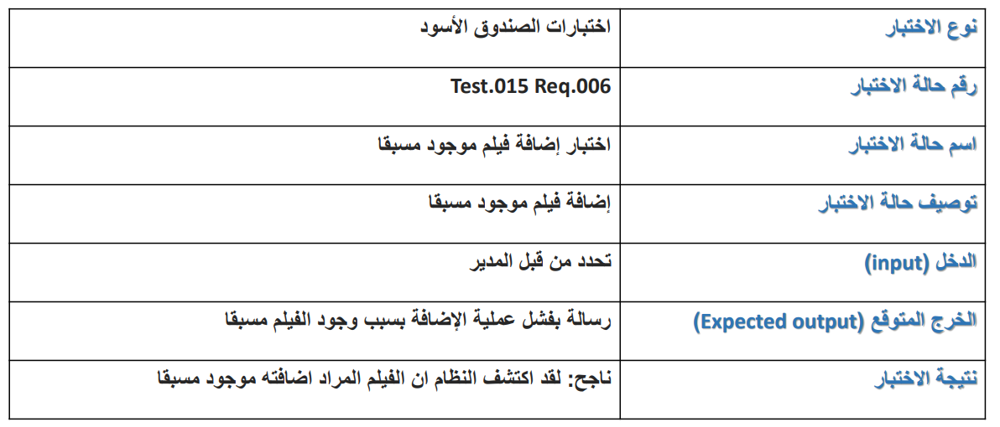 نوع الاختبار
اختبارات الصندوق الأسود
رقم حالة الاختبار
Test.015 Req.006
اسم حالة الاختبار
اختبار إضافة فيلم موجود مسبقا
توصيف حالة الاختبار
إضافة فيلم موجود مسبقا
الدخل (input)
تحدد من قبل المدير
الخرج المتوقع (Expected output)
رسالة بفشل عملية الإضافة بسبب وجود الفيلم مسبقا
نتيجة الاختبار
ناجح: لقد اكتشف النظام ان الفيلم المراد اضافته موجود مسبقا